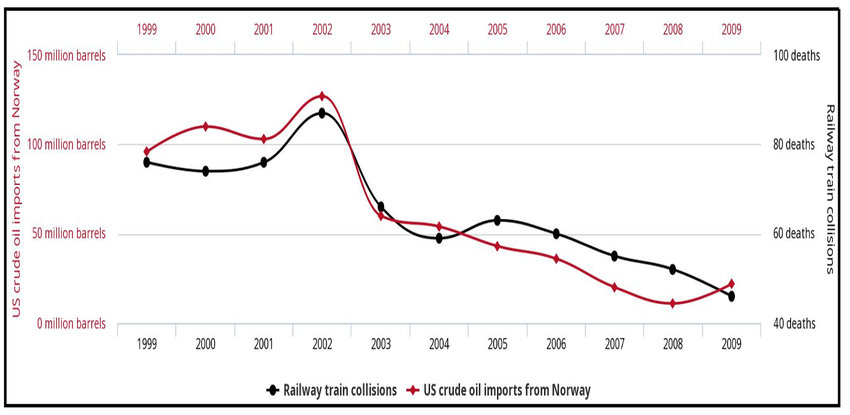 1999 2000 2001 2002 2003 2004 2005 2006 2007 2008 2009
US crude oil imports from Norway
150 million barrels
100 million barrels
50 million barrels
0 million barrels
100 deaths
80 deaths
60 deaths
40 deaths
Railway train collisions
1999 2000 2001 2002 2003 2004 2005 2006 2007 2008 2009
Railway train collisions US crude oil imports from Norway